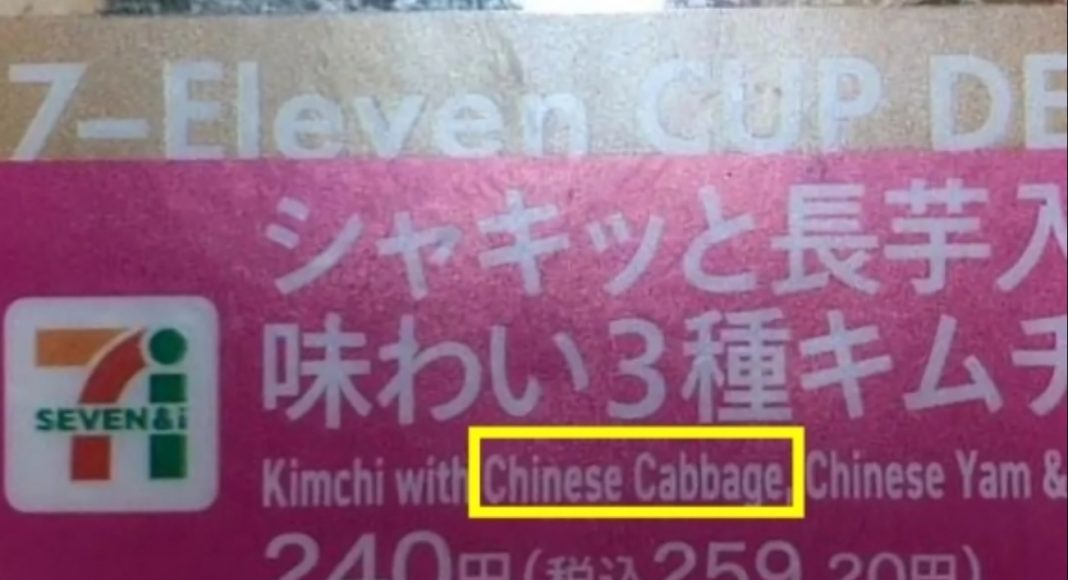 7-Eleven CUP DE
シャキッと長芋入
味わい3種キムチ
SEVEN&i
Kimchi with Chinese Cabbage, Chinese Yam &
240円(税込259.20円)